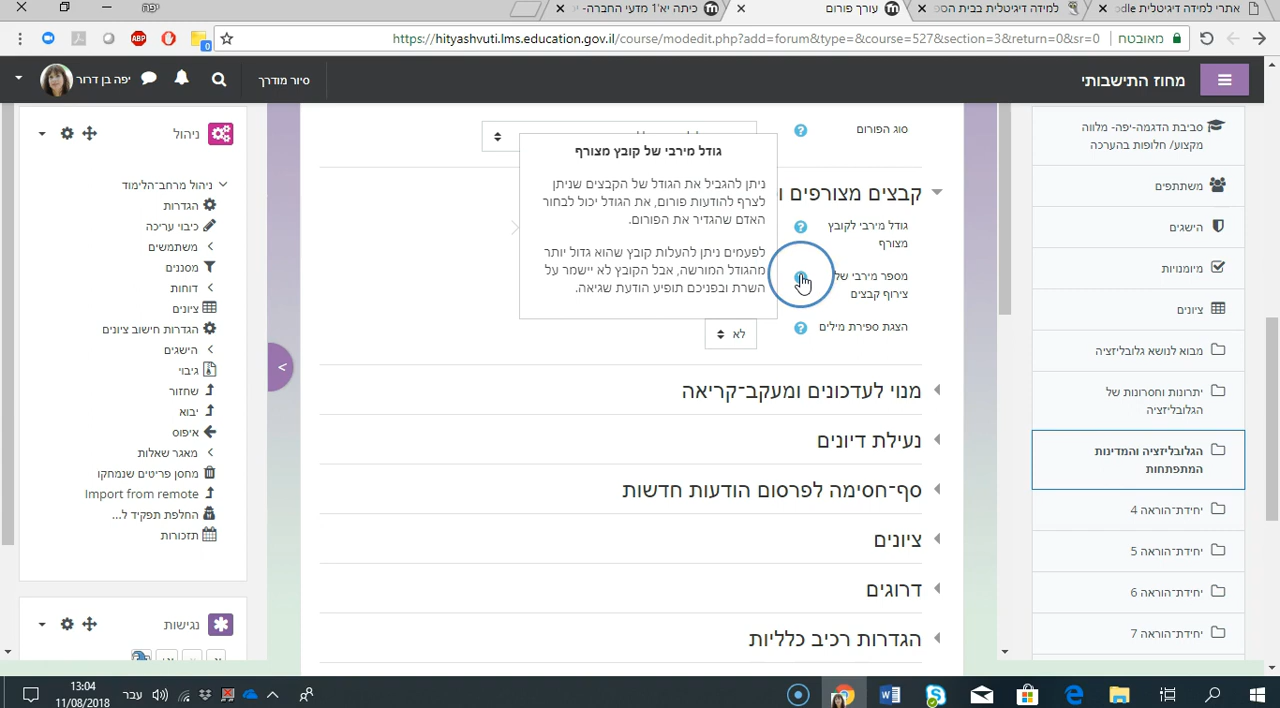 אתרי למידה דיגיטלית odle
למידה דיגיטלית בבית הספ
עורך פורום
כיתה יא'1 מדעי החברה- י
יפה
מאובטח
https://hityashvuti.lms.education.gov.il/course/modedit.php?add=forum&type=&course=527&section=3&return=0&sr=0
ABP
0
מחוז התישבותי
סיור מודרך
יפה בן דרור
סביבת הדגמה-יפה- מלווה
מקצוע/ חלופות בהערכה
משתתפים
הישגים
מיומנויות
ציונים
מבוא לנושא גלובליזציה
יתרונות וחסרונות של
הגלובליזציה
הגלובליזציה והמדינות
המתפתחות
יחידת־הוראה 4
יחידת־הוראה 5
יחידת־הוראה 6
יחידת־הוראה 7
סוג הפורום
קבצים מצורפים ו
גודל מירבי לקובץ
מצורף
מספר מירבי של
צירוף קבצים
הצגת ספירת מילים
לא
גודל מירבי של קובץ מצורף
ניתן להגביל את הגודל של הקבצים שניתן
לצרף להודעות פורום, את הגודל יכול לבחור
האדם שהגדיר את הפורום.
לפעמים ניתן להעלות קובץ שהוא גדול יותר
מהגודל המורשה, אבל הקובץ לא יישמר על
השרת ובפניכם תופיע הודעת שגיאה.
מנוי לעדכונים ומעקב־קריאה
נעילת דיונים
סף־חסימה לפרסום הודעות חדשות
ציונים
דרוגים
הגדרות רכיב כלליות
ניהול
ניהול מרחב־הלימוד
הגדרות
כיבוי עריכה
משתמשים
מסננים
דוחות
ציונים
הגדרות חישוב ציונים
הישגים
גיבוי
שחזור
יבוא
איפוס
מאגר שאלות
מחסן פריטים שנמחקו
Import from remote
החלפת תפקיד ל...
תזכורות
נגישות
עבר
13:04
11/08/2018